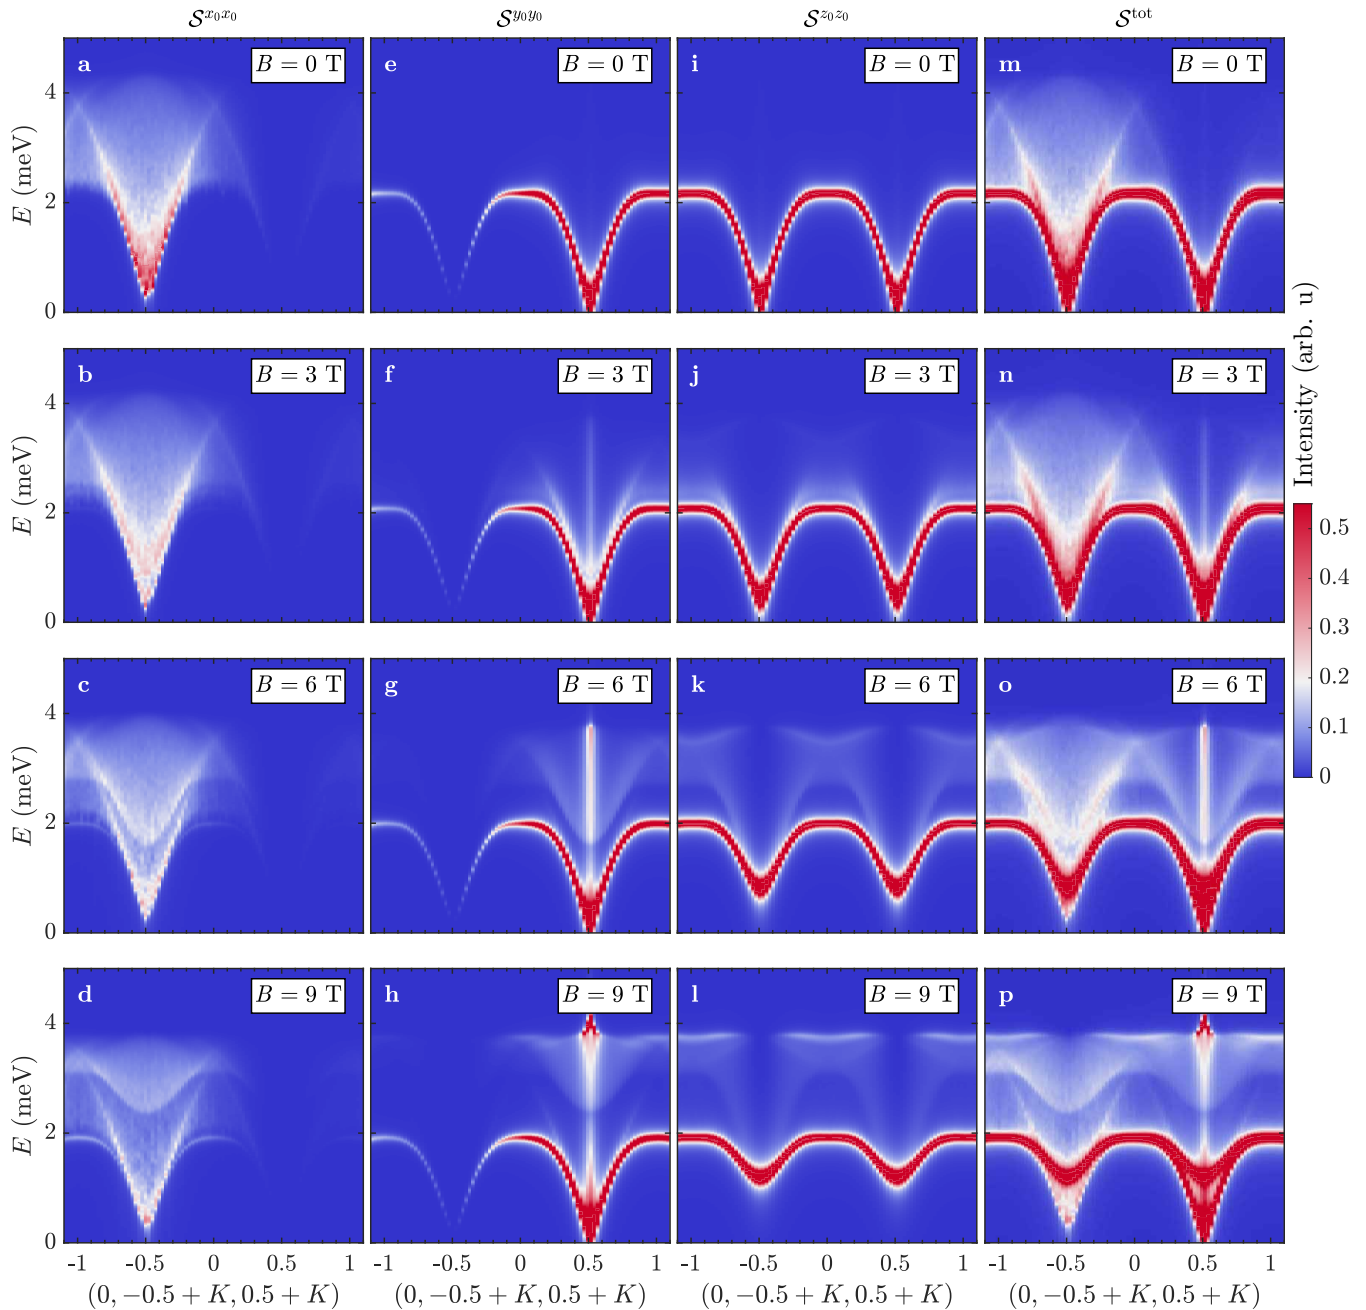 𝒮^{x₀x₀} 𝒮^{y₀y₀} 𝒮^{z₀z₀} 𝒮^{tot}
a B = 0 T e B = 0 T i B = 0 T m B = 0 T
4
2
0
E (meV)
b B = 3 T f B = 3 T j B = 3 T n B = 3 T
4
2
0
E (meV)
c B = 6 T g B = 6 T k B = 6 T o B = 6 T
4
2
0
E (meV)
d B = 9 T h B = 9 T l B = 9 T p B = 9 T
4
2
0
E (meV)
-1 -0.5 0 0.5 1 -1 -0.5 0 0.5 1 -1 -0.5 0 0.5 1 -1 -0.5 0 0.5 1
(0, −0.5 + K, 0.5 + K) (0, −0.5 + K, 0.5 + K) (0, −0.5 + K, 0.5 + K) (0, −0.5 + K, 0.5 + K)
Intensity (arb. u)
0.5
0.4
0.3
0.2
0.1
0